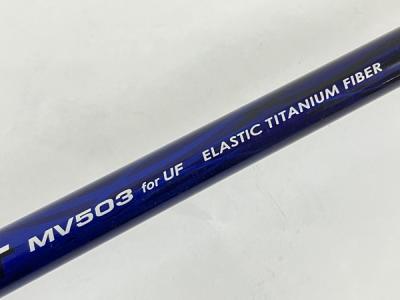 MV503 for UF ELASTIC TITANIUM FIBER